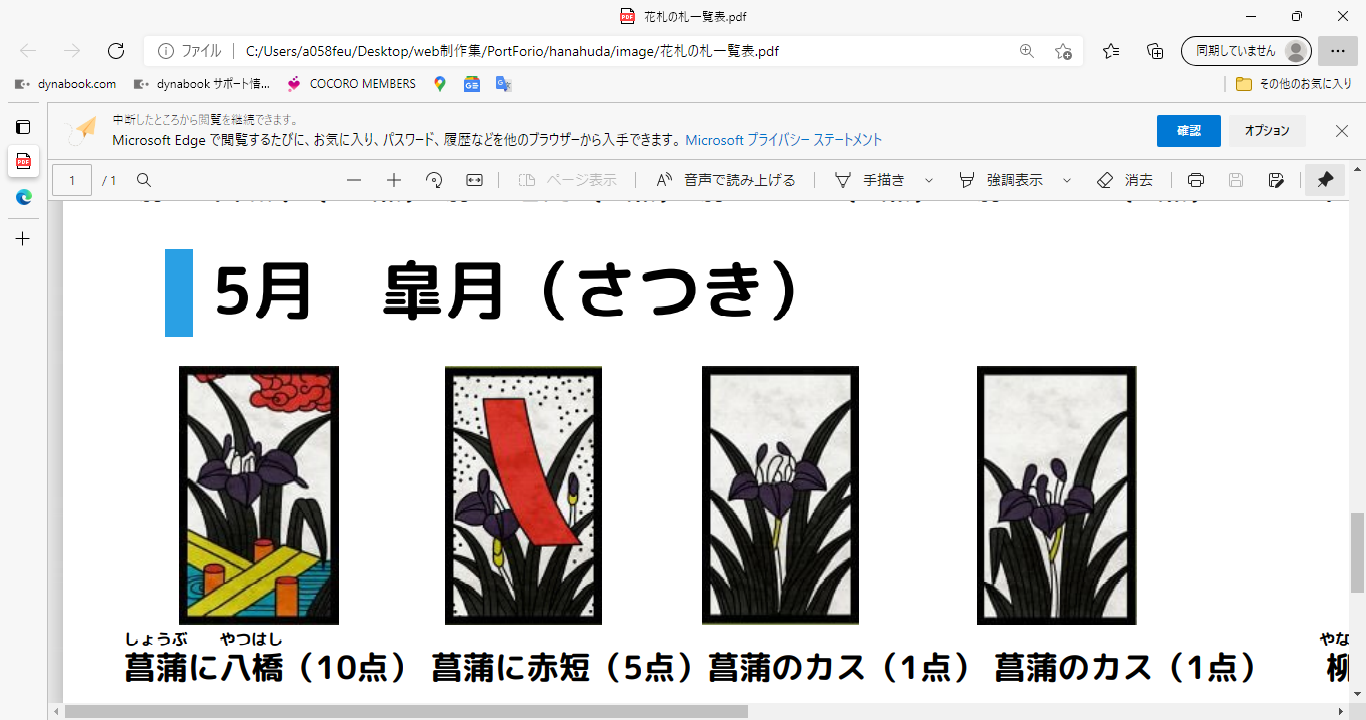 花札の札一覧表.pdf
ファイル C:/Users/a058feu/Desktop/web制作集/PortForio/hanahuda/image/花札の札一覧表.pdf 同期していません
dynabook.com dynabook サポート情... COCORO MEMBERS その他のお気に入り
中断したところから閲覧を継続できます。
Microsoft Edge で閲覧するたびに、お気に入り、パスワード、履歴などを他のブラウザーから入手できます。 Microsoft プライバシー ステートメント
確認 オプション
1 / 1 ページ表示 音声で読み上げる 手描き 強調表示 消去
5月 皐月（さつき）
しょうぶ やつはし
菖蒲に八橋（10点） 菖蒲に赤短（5点） 菖蒲のカス（1点） 菖蒲のカス（1点）
やな
柳